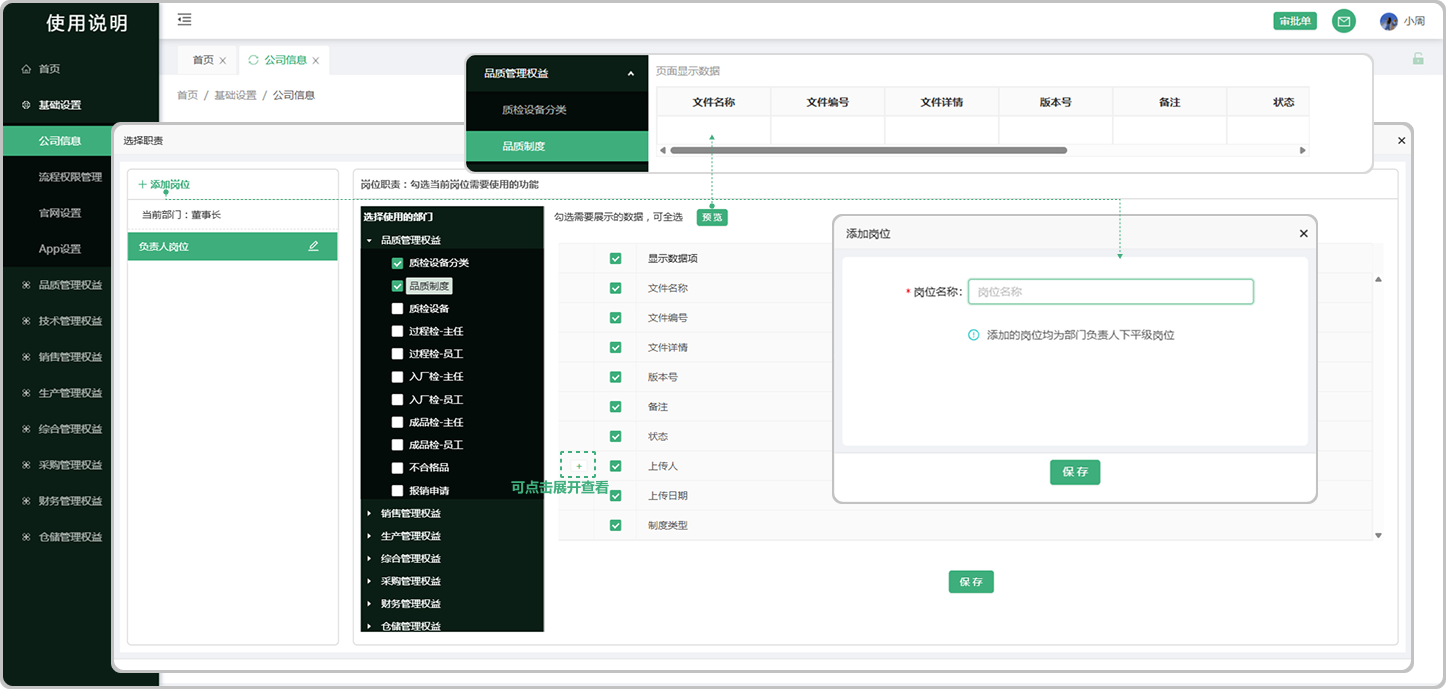 使用说明
首页
基础设置
公司信息
流程权限管理
官网设置
App设置
品质管理权益
技术管理权益
销售管理权益
生产管理权益
综合管理权益
采购管理权益
财务管理权益
仓储管理权益
审批单
小周
首页
公司信息
首页 / 基础设置 / 公司信息
品质管理权益
质检设备分类
品质制度
页面显示数据
文件名称 文件编号 文件详情 版本号 备注 状态
选择职责
+ 添加岗位
当前部门：董事长
负责人岗位
岗位职责：勾选当前岗位需要使用的功能
选择使用的部门
品质管理权益
质检设备分类
品质制度
质检设备
过程检-主任
过程检-员工
入厂检-主任
入厂检-员工
成品检-主任
成品检-员工
不合格品
报销申请
销售管理权益
生产管理权益
综合管理权益
采购管理权益
财务管理权益
仓储管理权益
勾选需要展示的数据，可全选
预览
显示数据项
文件名称
文件编号
文件详情
版本号
备注
状态
上传人
上传日期
制度类型
可点击展开查看
保存
添加岗位
* 岗位名称：
岗位名称
添加的岗位均为部门负责人下平级岗位
保存